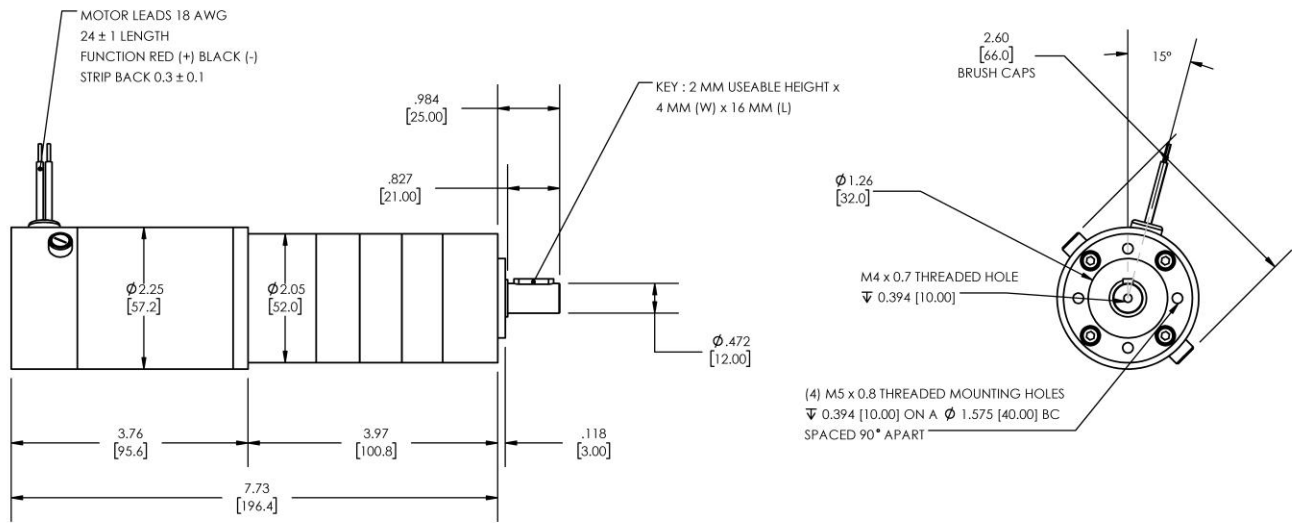 MOTOR LEADS 18 AWG
24 ± 1 LENGTH
FUNCTION RED (+) BLACK (-)
STRIP BACK 0.3 ± 0.1
.984
[25.00]
KEY : 2 MM USEABLE HEIGHT x
4 MM (W) x 16 MM (L)
.827
[21.00]
Φ2.25
[57.2]
Φ2.05
[52.0]
Φ.472
[12.00]
3.76
[95.6]
3.97
[100.8]
.118
[3.00]
7.73
[196.4]
2.60
[66.0]
BRUSH CAPS
15°
Φ1.26
[32.0]
M4 x 0.7 THREADED HOLE
↧ 0.394 [10.00]
(4) M5 x 0.8 THREADED MOUNTING HOLES
↧ 0.394 [10.00] ON A Φ 1.575 [40.00] BC
SPACED 90° APART